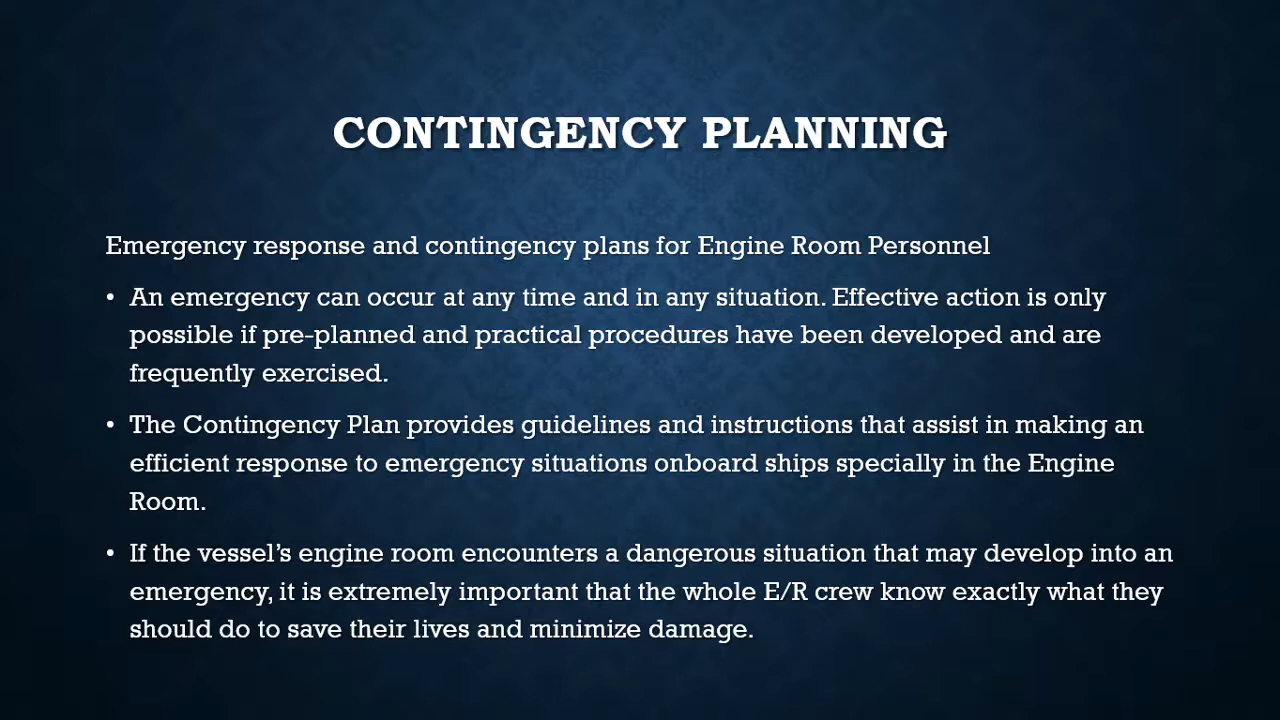 CONTINGENCY PLANNING
Emergency response and contingency plans for Engine Room Personnel
• An emergency can occur at any time and in any situation. Effective action is only
possible if pre-planned and practical procedures have been developed and are
frequently exercised.
• The Contingency Plan provides guidelines and instructions that assist in making an
efficient response to emergency situations onboard ships specially in the Engine
Room.
• If the vessel’s engine room encounters a dangerous situation that may develop into an
emergency, it is extremely important that the whole E/R crew know exactly what they
should do to save their lives and minimize damage.